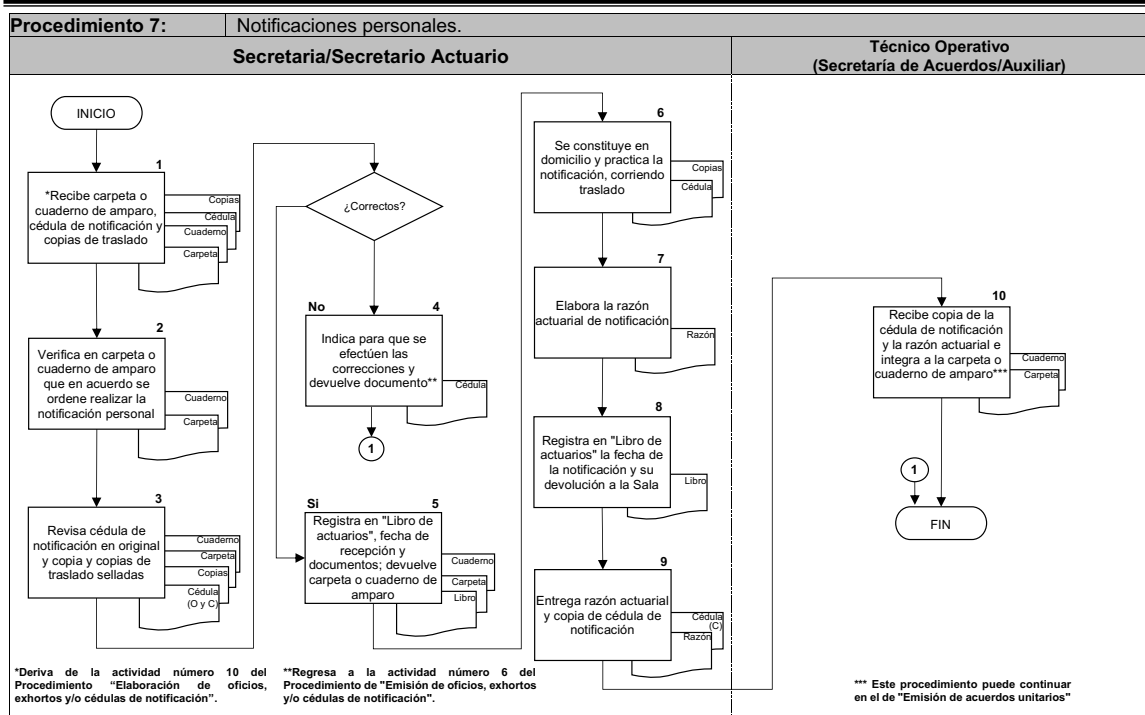 Procedimiento 7: Notificaciones personales.
Secretaria/Secretario Actuario
Técnico Operativo
(Secretaría de Acuerdos/Auxiliar)
INICIO
1
*Recibe carpeta o
cuaderno de amparo,
cédula de notificación y
copias de traslado
Copias
Cédula
Cuaderno
Carpeta
2
Verifica en carpeta o
cuaderno de amparo
que en acuerdo se
ordene realizar la
notificación personal
Cuaderno
Carpeta
3
Revisa cédula de
notificación en original
y copia y copias de
traslado selladas
Cuaderno
Carpeta
Copias
Cédula
(O y C)
¿Correctos?
No
4
Indica para que se
efectúen las
correcciones y
devuelve documento**
Cédula
1
Si
5
Registra en "Libro de
actuarios", fecha de
recepción y
documentos; devuelve
carpeta o cuaderno de
amparo
Cuaderno
Carpeta
Libro
6
Se constituye en
domicilio y practica la
notificación, corriendo
traslado
Copias
Cédula
7
Elabora la razón
actuarial de notificación
Razón
8
Registra en "Libro de
actuarios" la fecha de
la notificación y su
devolución a la Sala
Libro
9
Entrega razón actuarial
y copia de cédula de
notificación
Cédula
(C)
Razón
10
Recibe copia de la
cédula de notificación
y la razón actuarial e
integra a la carpeta o
cuaderno de amparo***
Cuaderno
Carpeta
1
FIN
*Deriva de la actividad número 10 del
Procedimiento “Elaboración de oficios,
exhortos y/o cédulas de notificación”.
**Regresa a la actividad número 6 del
Procedimiento de "Emisión de oficios, exhortos
y/o cédulas de notificación".
*** Este procedimiento puede continuar
en el de "Emisión de acuerdos unitarios"